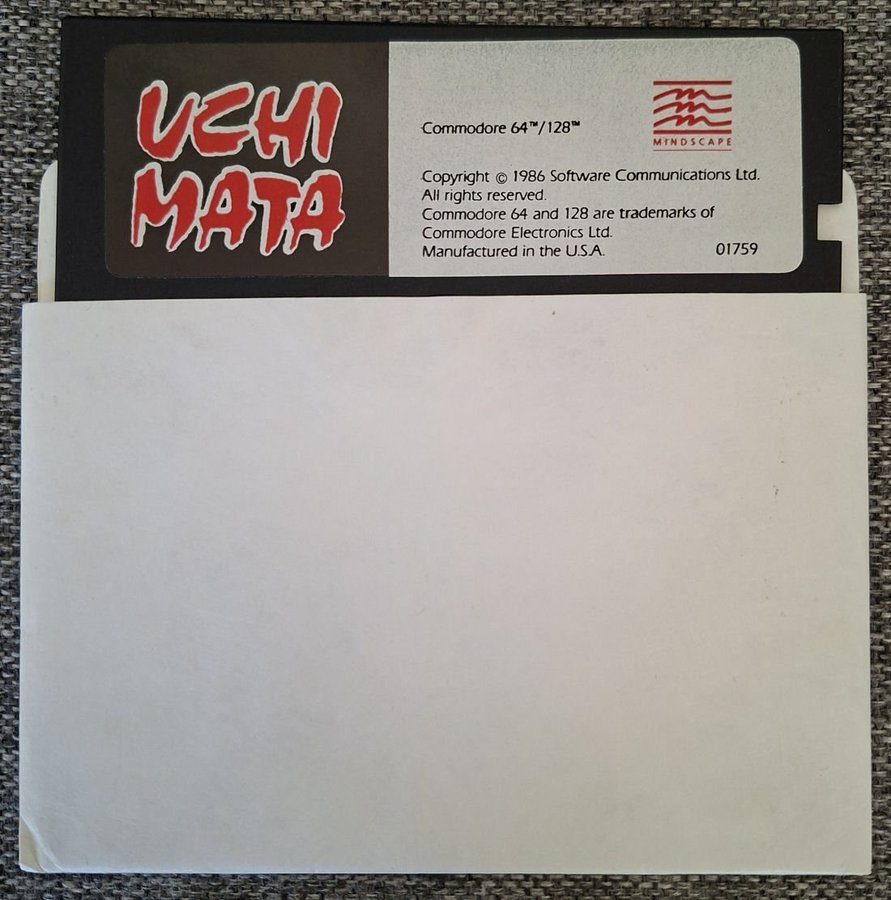 UCHI
MATA
Commodore 64™/128™
MINDSCAPE
Copyright © 1986 Software Communications Ltd.
All rights reserved.
Commodore 64 and 128 are trademarks of
Commodore Electronics Ltd.
Manufactured in the U.S.A. 01759